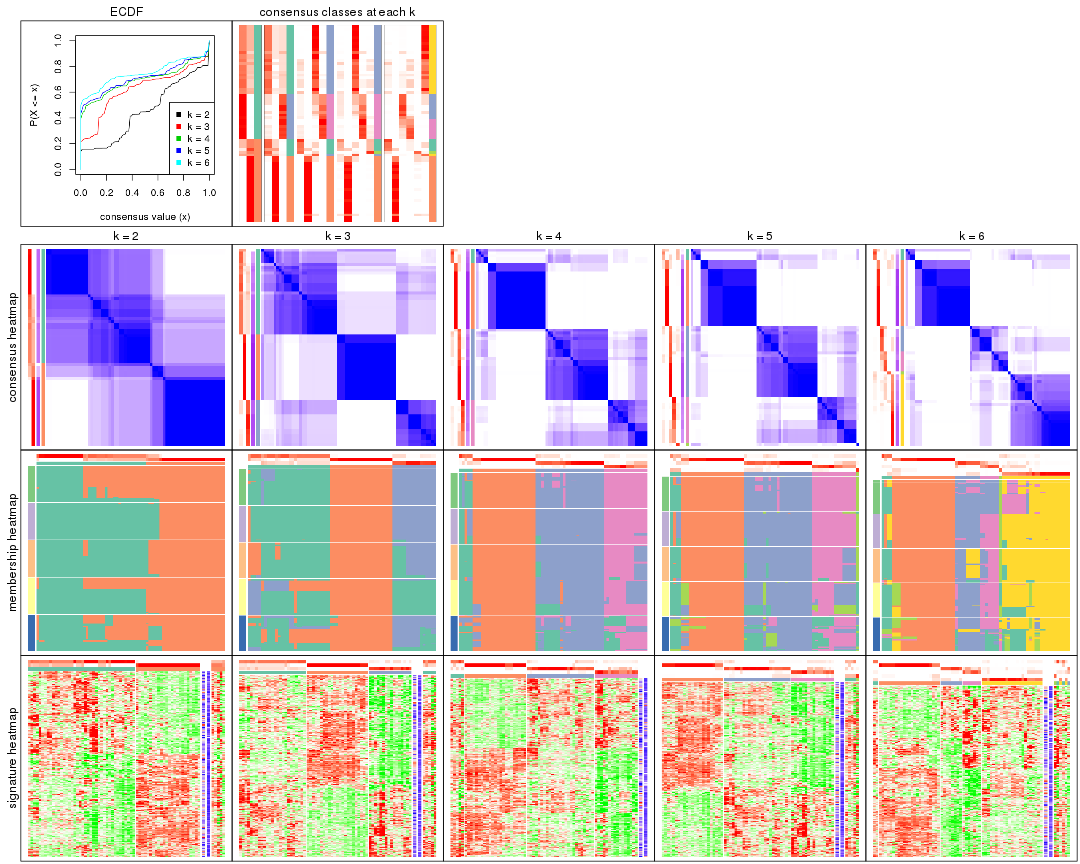 ECDF
consensus classes at each k
P(X <= x)
0.0 0.2 0.4 0.6 0.8 1.0
k = 2
k = 3
k = 4
k = 5
k = 6
0.0 0.2 0.4 0.6 0.8 1.0
consensus value (x)
k = 2
k = 3
k = 4
k = 5
k = 6
consensus heatmap
membership heatmap
signature heatmap